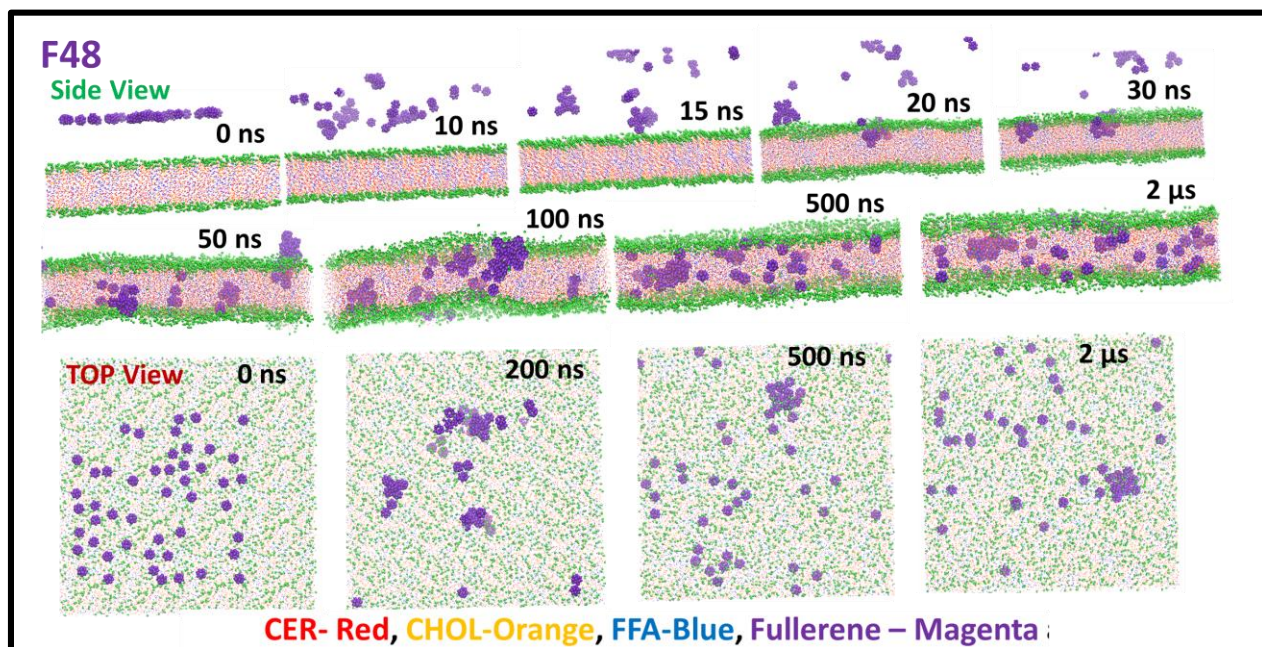 F48
Side View
0 ns
10 ns
15 ns
20 ns
30 ns
50 ns
100 ns
500 ns
2 µs
TOP View
0 ns
200 ns
500 ns
2 µs
CER- Red, CHOL-Orange, FFA-Blue, Fullerene – Magenta